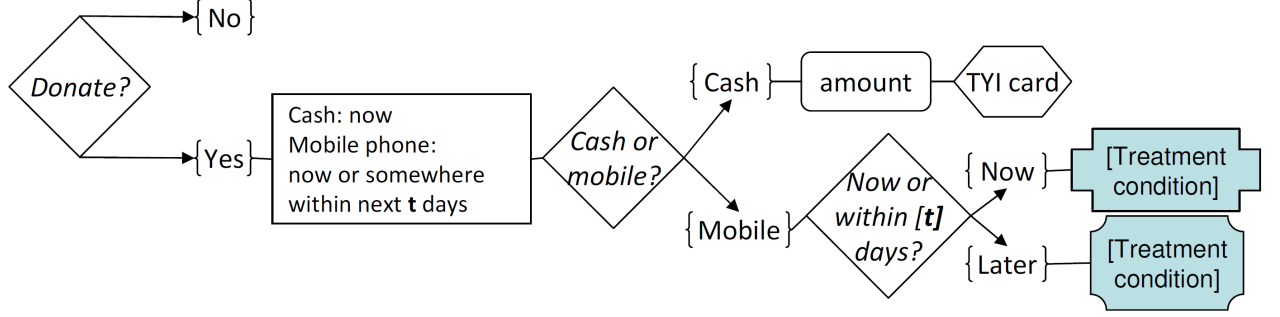 Donate?
{No}
{Yes}
Cash: now
Mobile phone:
now or somewhere
within next t days
Cash or
mobile?
{Cash}
amount
TYI card
{Mobile}
Now or
within [t]
days?
{Now}
[Treatment
condition]
{Later}
[Treatment
condition]